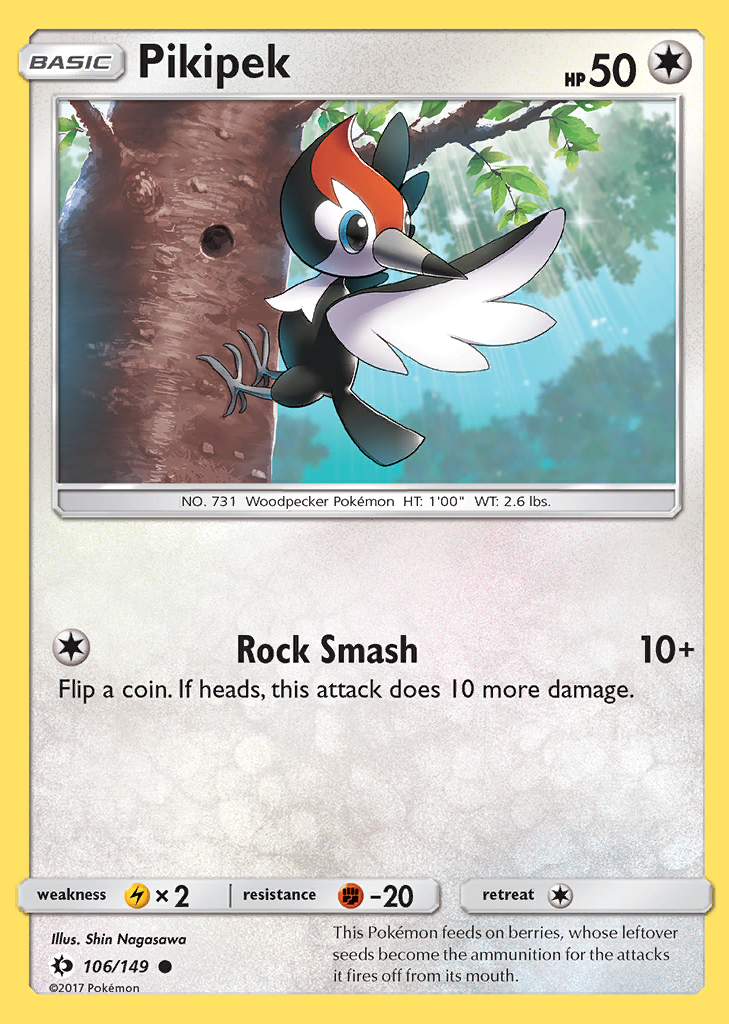 BASIC Pikipek HP 50
NO. 731 Woodpecker Pokémon HT: 1'00" WT: 2.6 lbs.
Rock Smash 10+
Flip a coin. If heads, this attack does 10 more damage.
weakness × 2 resistance -20 retreat
Illus. Shin Nagasawa
106/149
©2017 Pokémon
This Pokémon feeds on berries, whose leftover
seeds become the ammunition for the attacks
it fires off from its mouth.